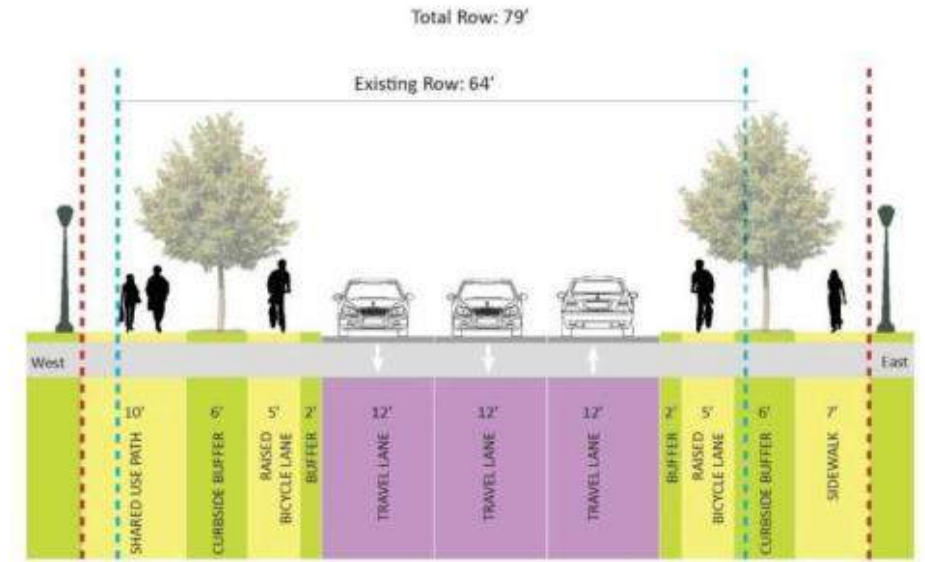 Total Row: 79’
Existing Row: 64’
West
East
10’
6’
5’
2’
12’
12’
12’
2’
5’
6’
7’
SHARED USE PATH
CURBSIDE BUFFER
RAISED
BICYCLE LANE
BUFFER
TRAVEL LANE
TRAVEL LANE
TRAVEL LANE
BUFFER
RAISED
BICYCLE LANE
CURBSIDE BUFFER
SIDEWALK